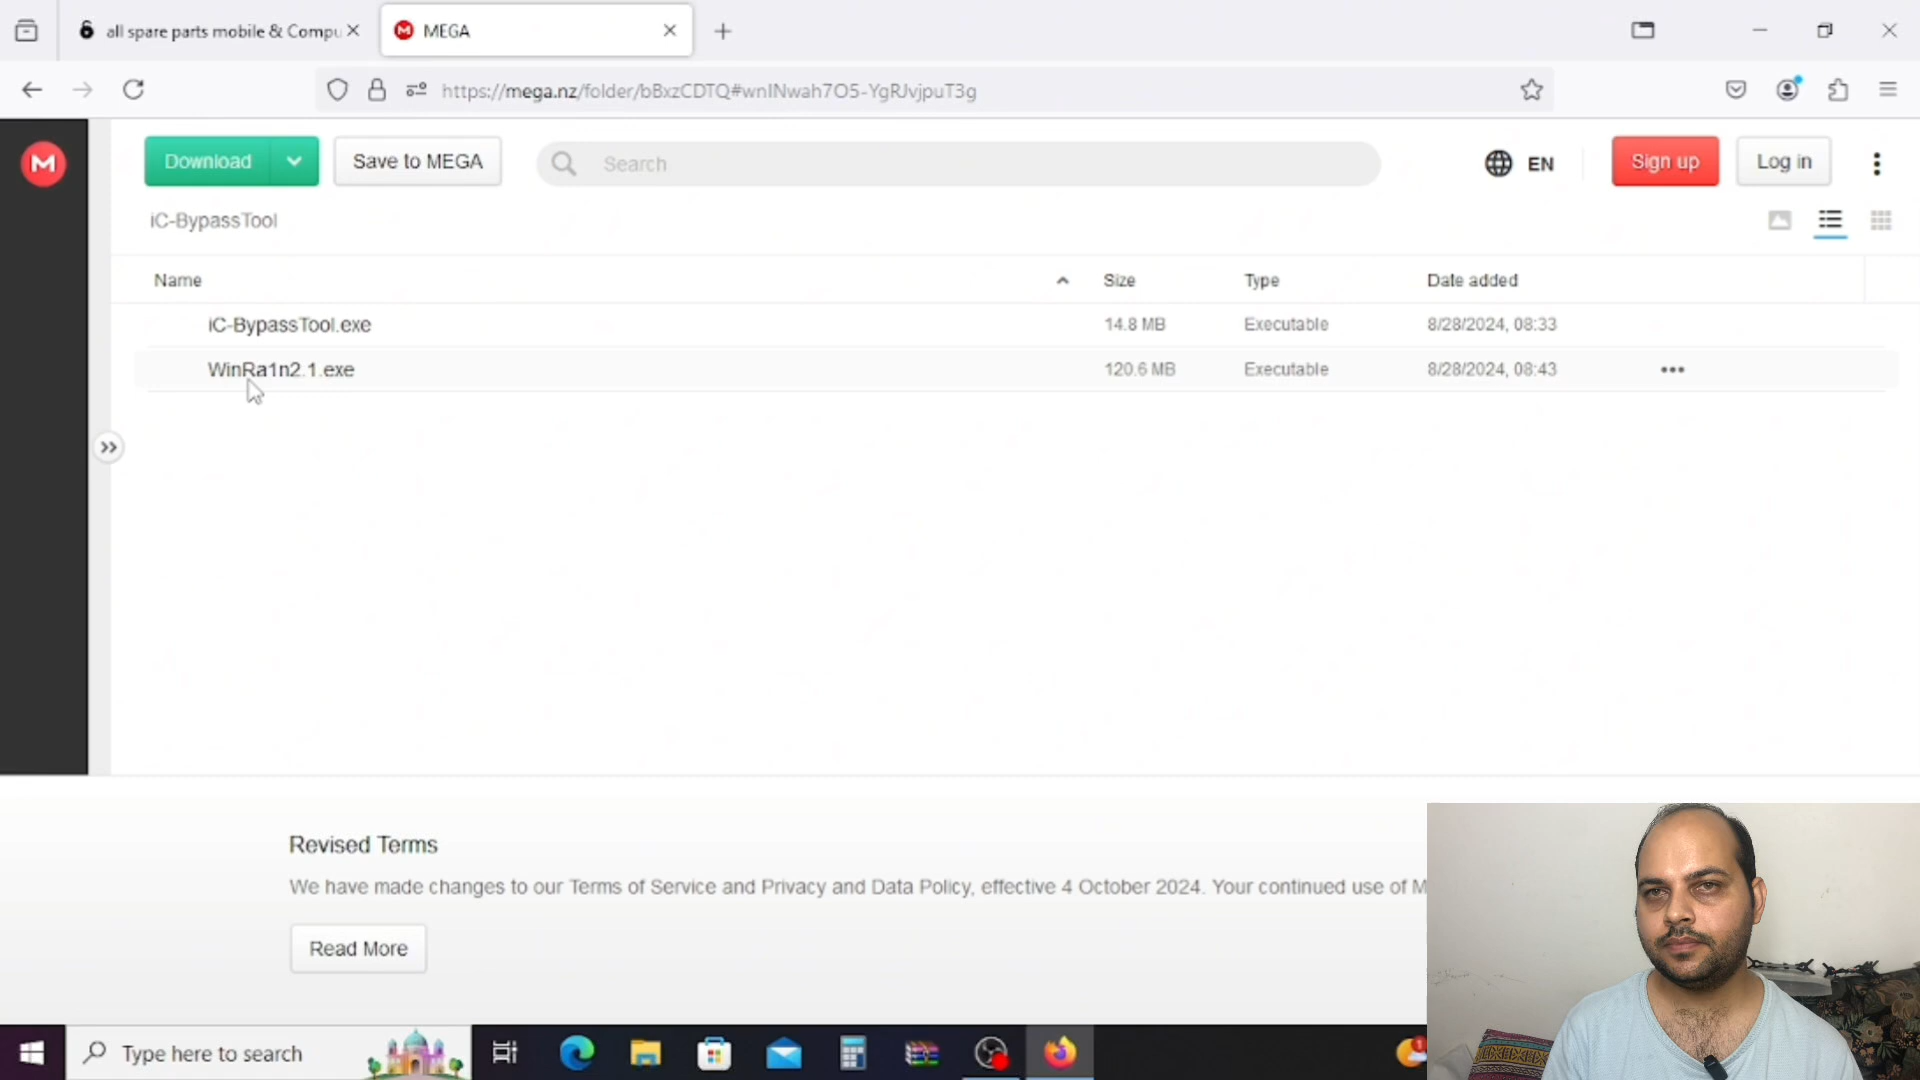 all spare parts mobile & Compu
MEGA
https://mega.nz/folder/bBxzCDTQ#wnINwah7O5-YgRJvjpuT3g
Download
Save to MEGA
Search
EN
Sign up
Log in
iC-BypassTool
Name Size Type Date added
iC-BypassTool.exe 14.8 MB Executable 8/28/2024, 08:33
WinRa1n2.1.exe 120.6 MB Executable 8/28/2024, 08:43
Revised Terms
We have made changes to our Terms of Service and Privacy and Data Policy, effective 4 October 2024. Your continued use of M
Read More
Type here to search